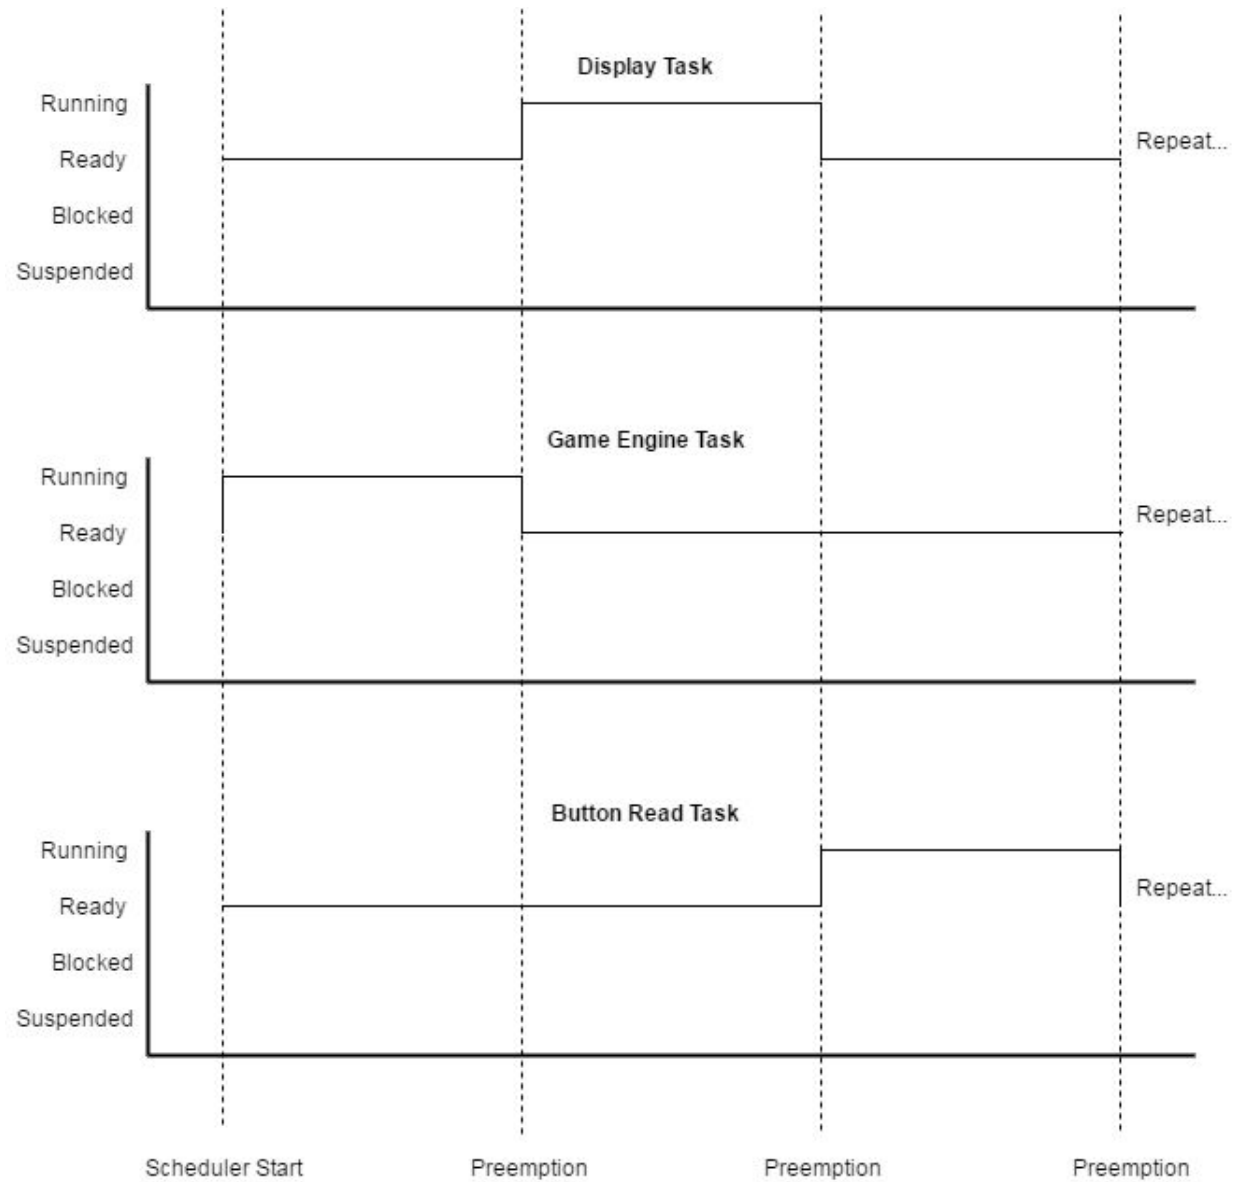 Display Task
Running
Ready
Blocked
Suspended
Repeat...
Game Engine Task
Running
Ready
Blocked
Suspended
Repeat...
Button Read Task
Running
Ready
Blocked
Suspended
Repeat...
Scheduler Start
Preemption
Preemption
Preemption